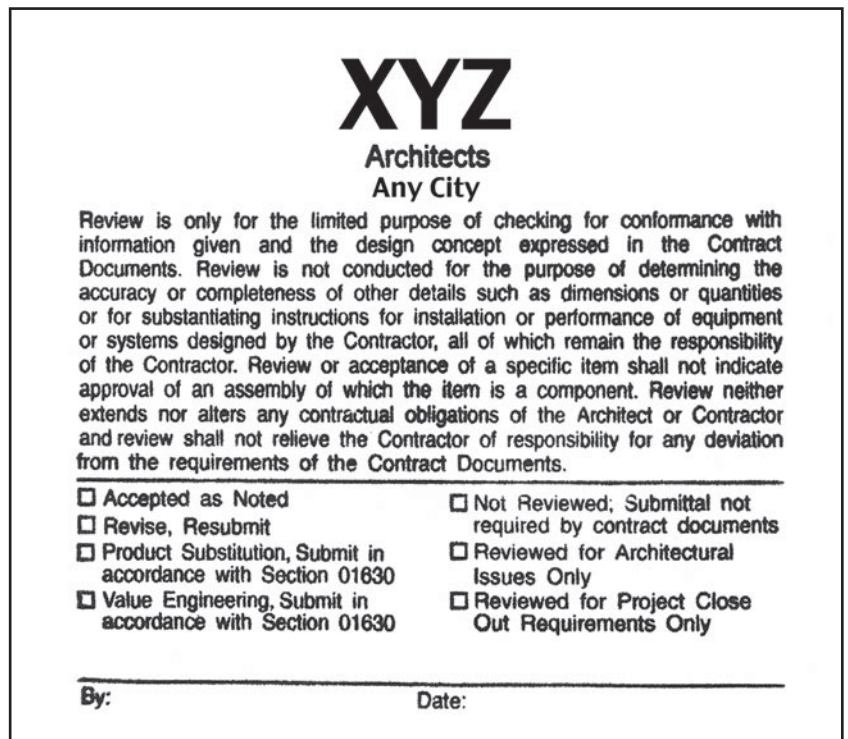 XYZ
Architects
Any City
Review is only for the limited purpose of checking for conformance with
information given and the design concept expressed in the Contract
Documents. Review is not conducted for the purpose of determining the
accuracy or completeness of other details such as dimensions or quantities
or for substantiating instructions for installation or performance of equipment
or systems designed by the Contractor, all of which remain the responsibility
of the Contractor. Review or acceptance of a specific item shall not indicate
approval of an assembly of which the item is a component. Review neither
extends nor alters any contractual obligations of the Architect or Contractor
and review shall not relieve the Contractor of responsibility for any deviation
from the requirements of the Contract Documents.
Accepted as Noted
Revise, Resubmit
Product Substitution, Submit in
accordance with Section 01630
Value Engineering, Submit in
accordance with Section 01630
Not Reviewed; Submittal not
required by contract documents
Reviewed for Architectural
Issues Only
Reviewed for Project Close
Out Requirements Only
By:
Date: